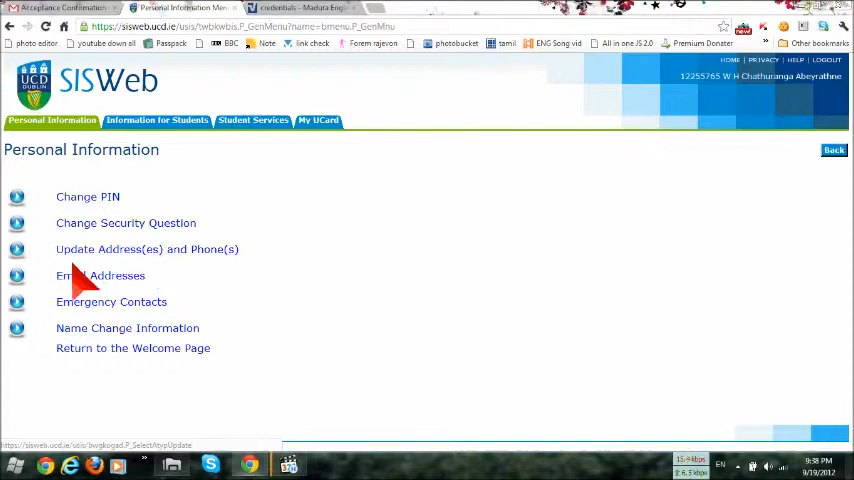 Acceptance Confirmation
Personal Information Me
credentials - Madura Eng
https://sisweb.ucd.ie/usis/twbkwbis.P_GenMenu?name=bmenu.P_GenMnu
photo editor
youtube down all
Passpack
BBC
Note
link check
Forem rajevon
photobucket
tamil
ENG Song vid
All in one JS 2.0
Premium Donater
Other bookmarks
new
HOME | PRIVACY | HELP | LOGOUT
UCD
DUBLIN
SISWeb
12255765 W H Chathuranga Abeyrathne
Personal Information
Information for Students
Student Services
My UCard
Personal Information
Back
Change PIN
Change Security Question
Update Address(es) and Phone(s)
Email Addresses
Emergency Contacts
Name Change Information
Return to the Welcome Page
https://sisweb.ucd.ie/usis/bwgkogad.P_SelectAtypUpdate
EN
9:38 PM
9/19/2012